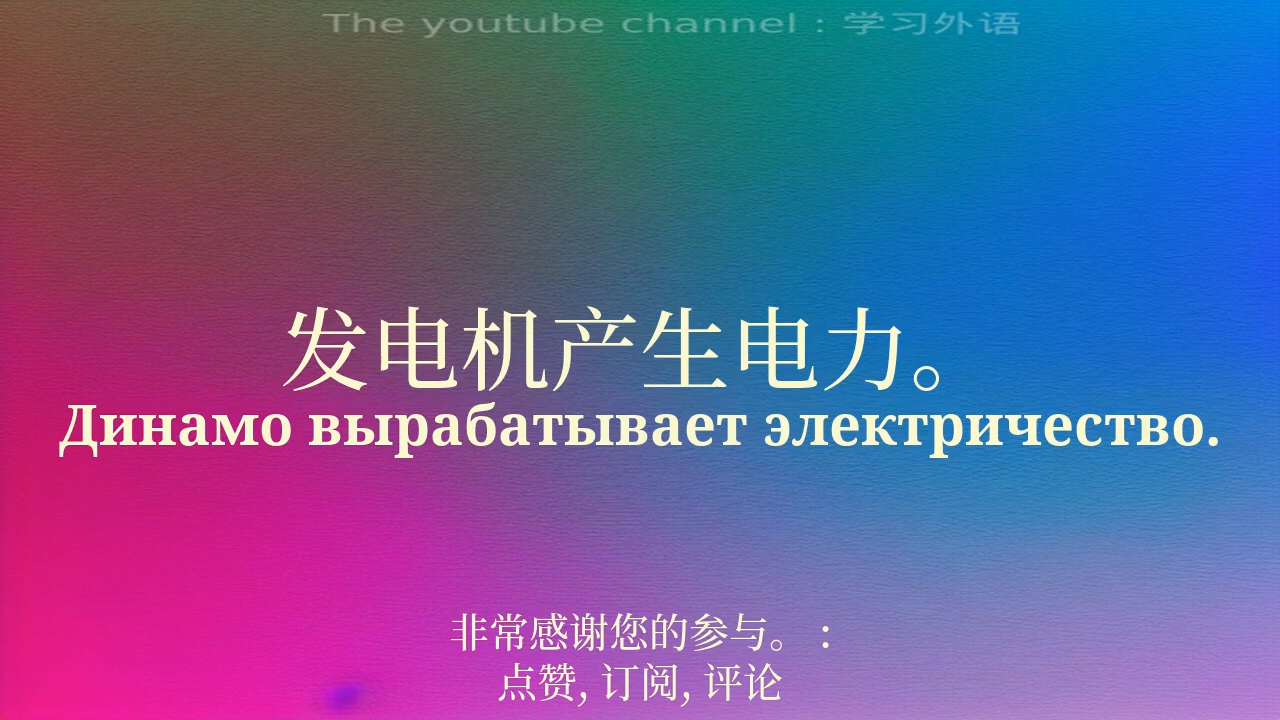 The youtube channel : 学习外语
发电机产生电力。
Динамо вырабатывает электричество.
非常感谢您的参与。 :
点赞, 订阅, 评论